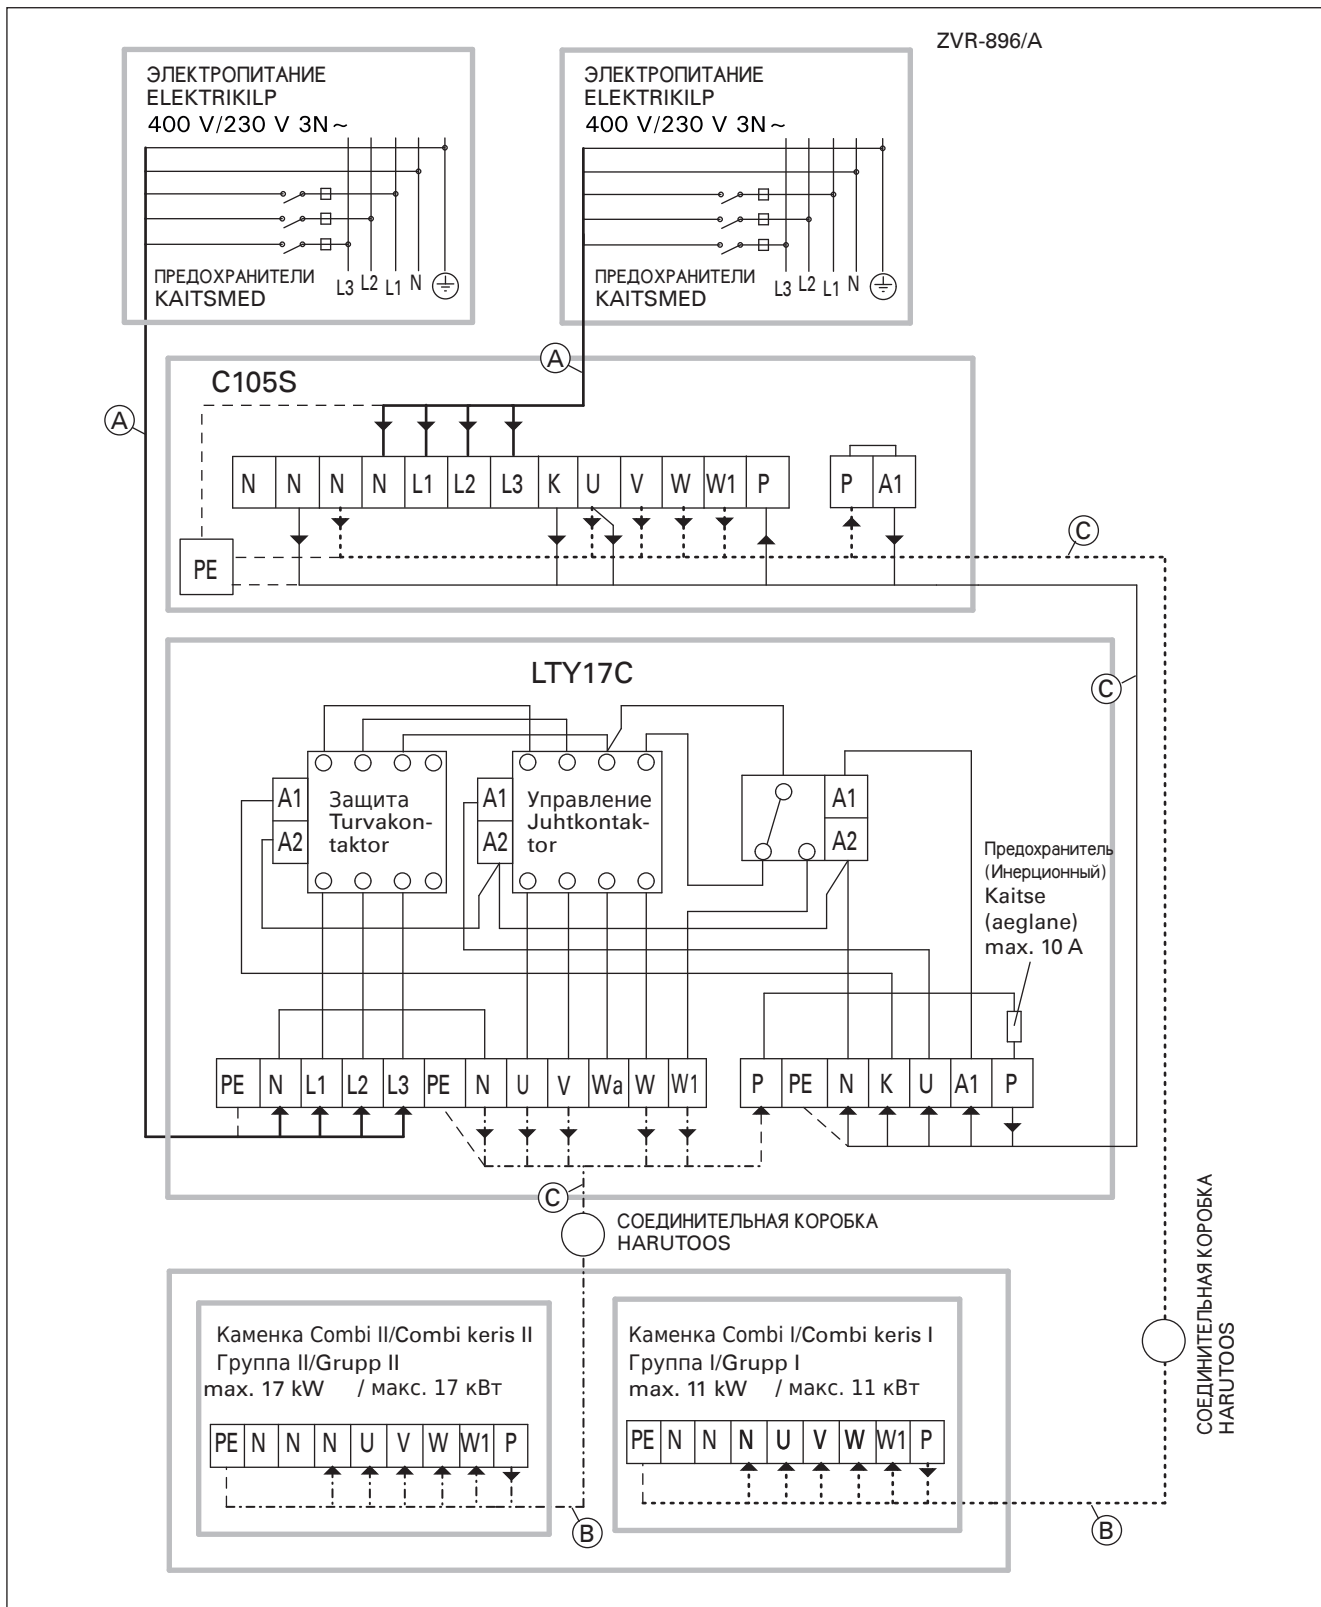 ZVR-896/A
ЭЛЕКТРОПИТАНИЕ
ELEKTRIKILP
400 V/230 V 3N~
ПРЕДОХРАНИТЕЛИ
KAITSMED
L3 L2 L1 N
ЭЛЕКТРОПИТАНИЕ
ELEKTRIKILP
400 V/230 V 3N~
ПРЕДОХРАНИТЕЛИ
KAITSMED
L3 L2 L1 N
A
A
C105S
N N N N L1 L2 L3 K U V W W1 P
P A1
PE
C
LTY17C
C
A1
A2
Защита
Turvakon-
taktor
A1
A2
Управление
Juhtkontak-
tor
A1
A2
Предохранитель
(Инерционный)
Kaitse
(aeglane)
max. 10 A
PE N L1 L2 L3 PE N U V Wa W W1
P PE N K U A1 P
C
СОЕДИНИТЕЛЬНАЯ КОРОБКА
HARUTOOS
СОЕДИНИТЕЛЬНАЯ КОРОБКА
HARUTOOS
Каменка Combi II/Combi keris II
Группа II/Grupp II
max. 17 kW / макс. 17 кВт
PE N N N U V W W1 P
B
Каменка Combi I/Combi keris I
Группа I/Grupp I
max. 11 kW / макс. 11 кВт
PE N N N U V W W1 P
B